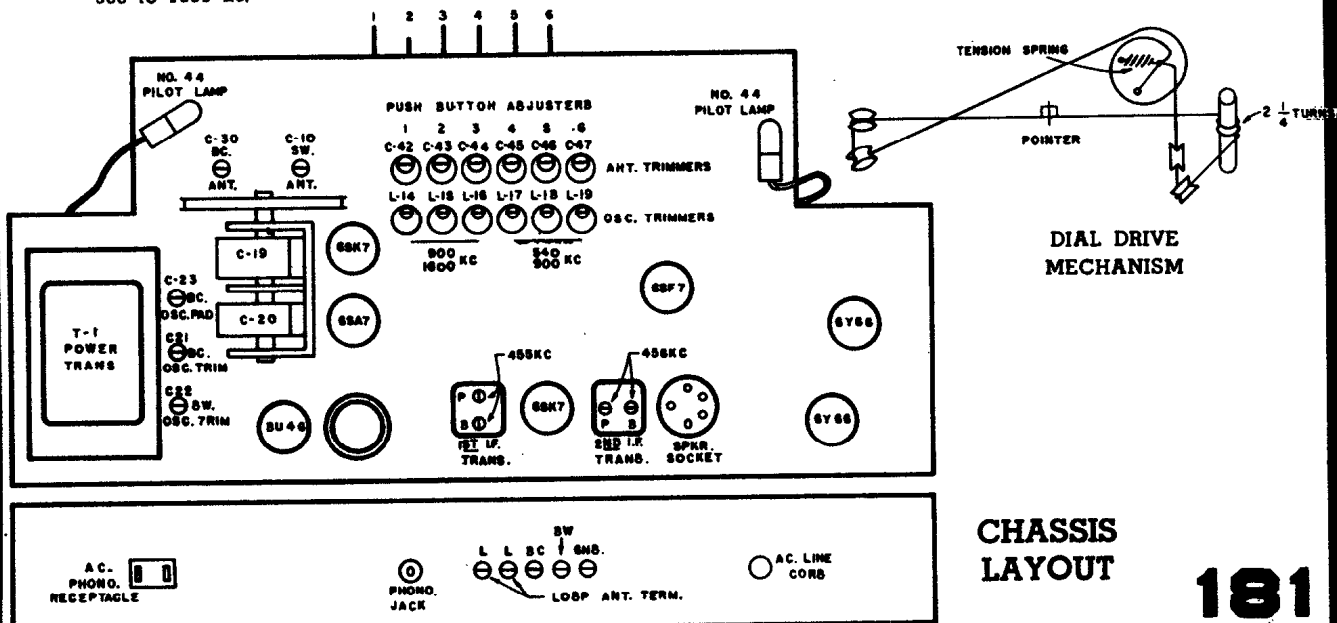 1 2 3 4 5 6
NO. 44
PILOT LAMP
C-30
BC.
ANT.
C-10
SW.
ANT.
PUSH BUTTON ADJUSTERS
1 2 3 4 5 6
C-42 C-43 C-44 C-45 C-46 C-47
ANT. TRIMMERS
L-14 L-15 L-16 L-17 L-18 L-19
OSC. TRIMMERS
900
1600 KC
540
900 KC
NO. 44
PILOT LAMP
TENSION SPRING
POINTER
2 1/4 TURNS
DIAL DRIVE
MECHANISM
T-1
POWER
TRANS
C-23
BC.
OSC.PAD
C21
BC.
OSC.TRIM
C22
SW.
OSC. TRIM
C-19
C-20
6SK7
6SA7
6SF7
6Y6G
6Y6G
5U4G
455KC
P
B
1ST I.F.
TRANS.
6SK7
456KC
P B
2ND I.F.
TRANS.
SPKR.
SOCKET
A.C.
PHONO.
RECEPTACLE
PHONO.
JACK
L L BC SW GND.
LOOP ANT. TERM.
AC. LINE
CORD
CHASSIS
LAYOUT
181